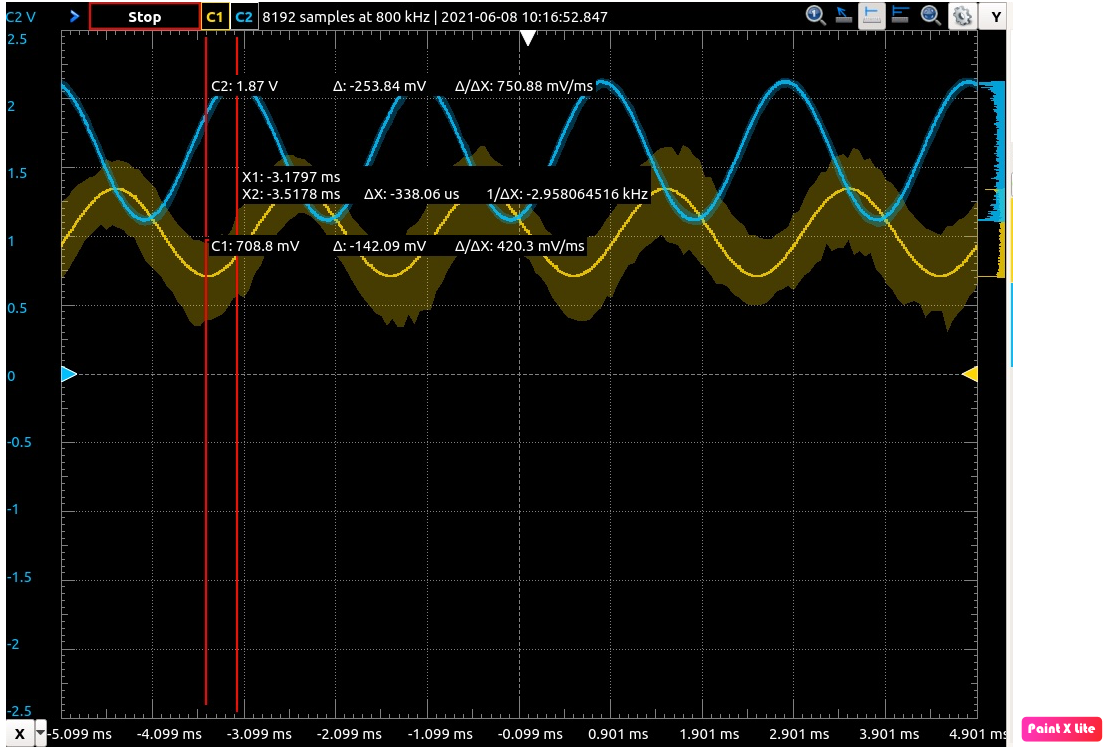 C2 V Stop C1 C2 8192 samples at 800 kHz | 2021-06-08 10:16:52.847 1 Y
2.5
C2: 1.87 V Δ: -253.84 mV Δ/ΔX: 750.88 mV/ms
2
1.5
X1: -3.1797 ms
X2: -3.5178 ms ΔX: -338.06 us 1/ΔX: -2.958064516 kHz
1
C1: 708.8 mV Δ: -142.09 mV Δ/ΔX: 420.3 mV/ms
0.5
0
-0.5
-1
-1.5
-2
-2.5
X -5.099 ms -4.099 ms -3.099 ms -2.099 ms -1.099 ms -0.099 ms 0.901 ms 1.901 ms 2.901 ms 3.901 ms 4.901 ms
Paint X Lite